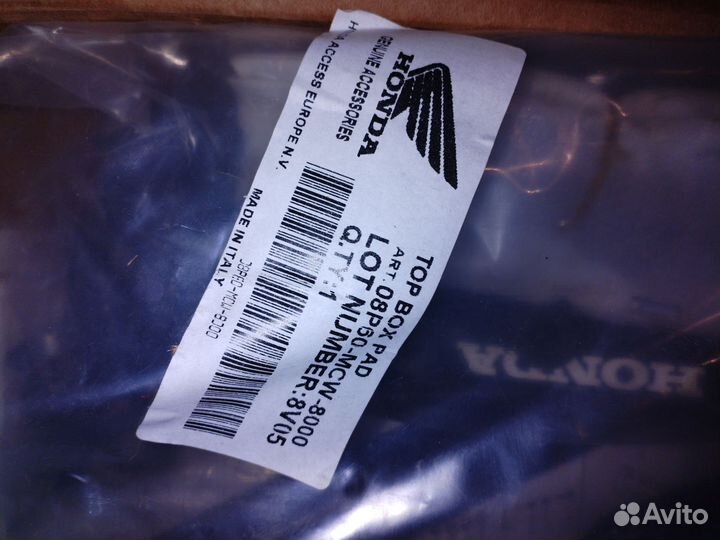 HONDA
GENUINE ACCESSORIES
TOP BOX PAD
ART. 08P60-MCW-8000
LOT NUMBER:8V05
Q.TY:1
08P60-MCW-8000
ACCESS EUROPE N.V.
MADE IN ITALY
HONDA
Avito